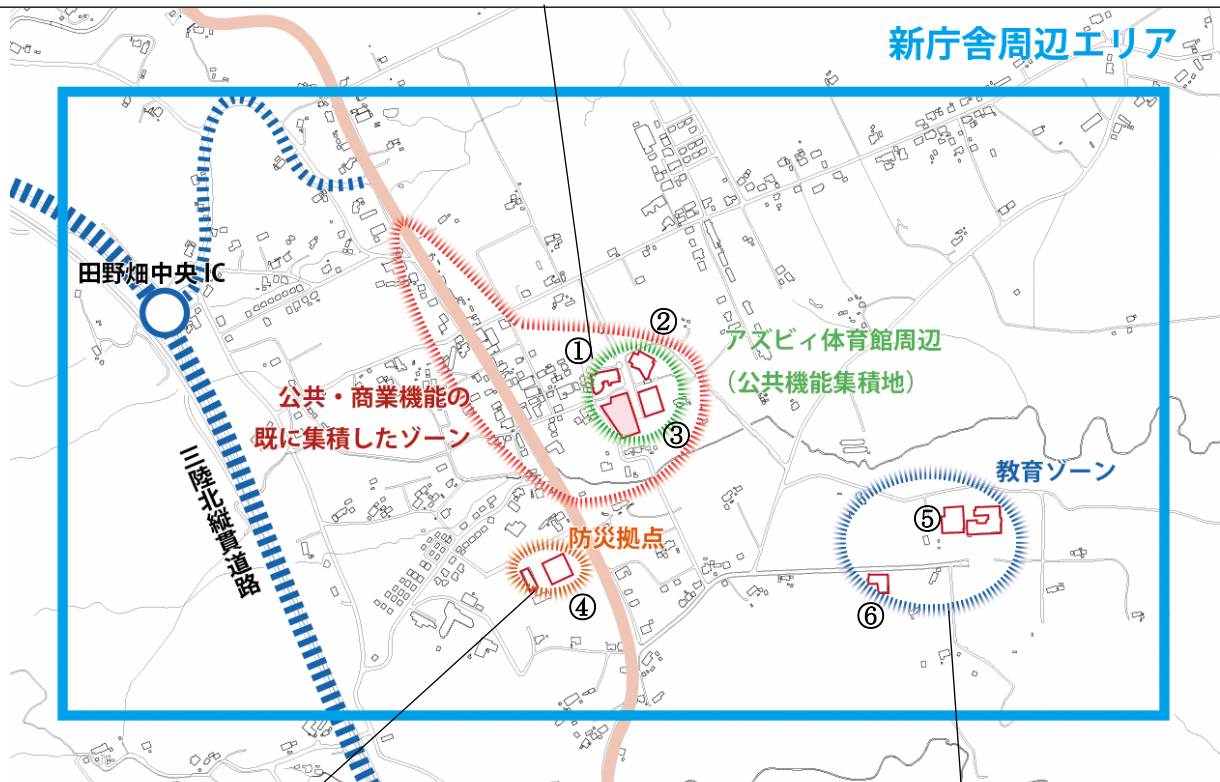 新庁舎周辺エリア
田野畑中央IC
②
アズビィ体育館周辺
（公共機能集積地）
①
公共・商業機能の
既に集積したゾーン
③
三陸北縦貫道路
教育ゾーン
⑤
防災拠点
④
⑥